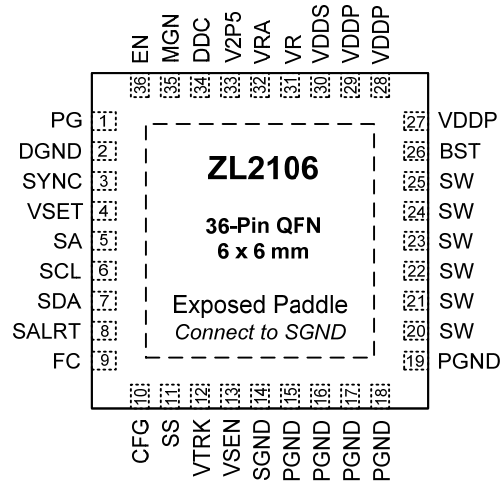 EN
MGN
DDC
V2P5
VRA
VR
VDDS
VDDP
VDDP
36
35
34
33
32
31
30
29
28
PG 1
DGND 2
SYNC 3
VSET 4
SA 5
SCL 6
SDA 7
SALRT 8
FC 9
ZL2106
36-Pin QFN
6 x 6 mm
Exposed Paddle
Connect to SGND
27 VDDP
26 BST
25 SW
24 SW
23 SW
22 SW
21 SW
20 SW
19 PGND
10
11
12
13
14
15
16
17
18
CFG
SS
VTRK
VSEN
SGND
PGND
PGND
PGND
PGND